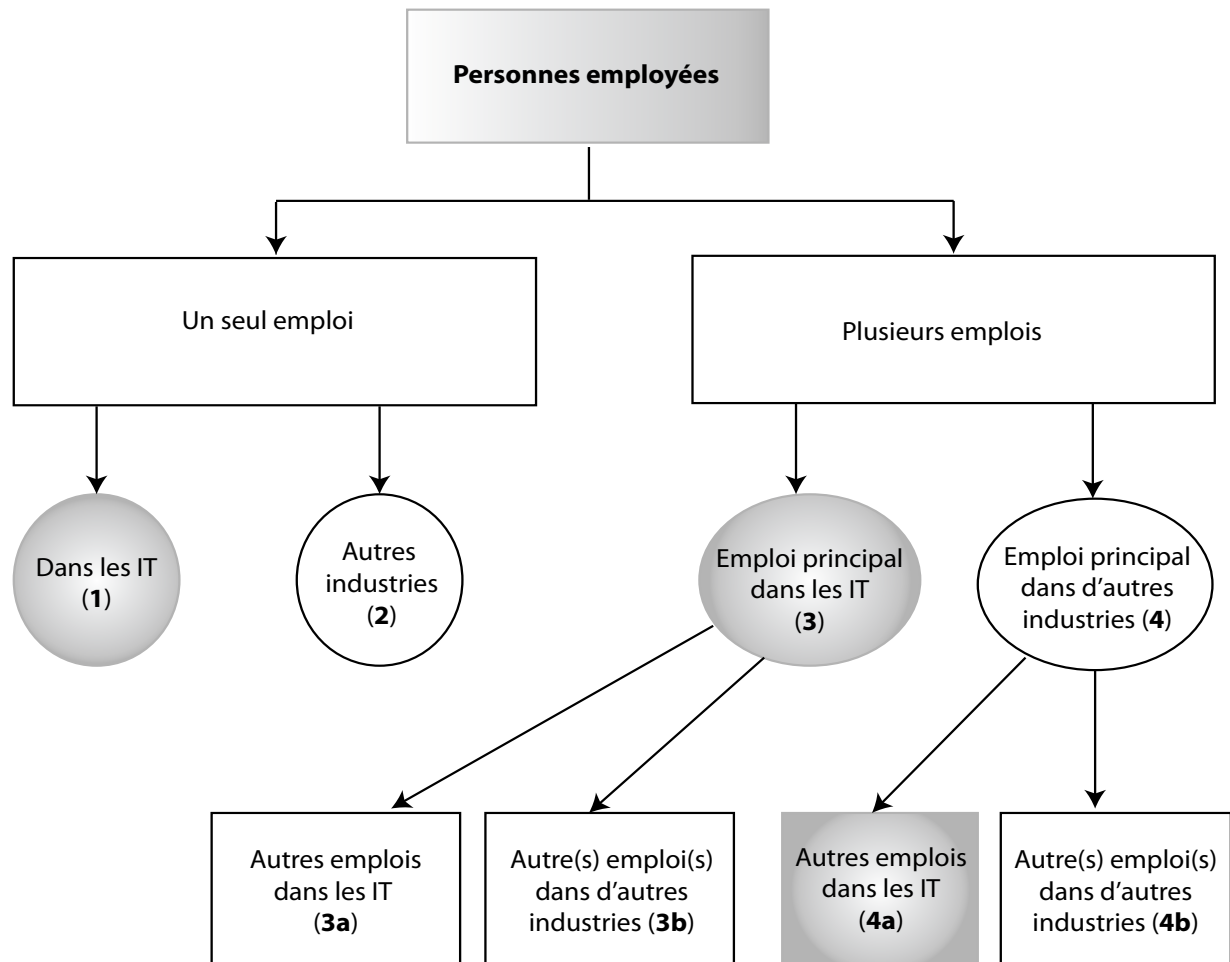 Personnes employées
Un seul emploi
Plusieurs emplois
Dans les IT
(1)
Autres
industries
(2)
Emploi principal
dans les IT
(3)
Emploi principal
dans d'autres
industries (4)
Autres emplois
dans les IT
(3a)
Autre(s) emploi(s)
dans d'autres
industries (3b)
Autres emplois
dans les IT
(4a)
Autre(s) emploi(s)
dans d'autres
industries (4b)